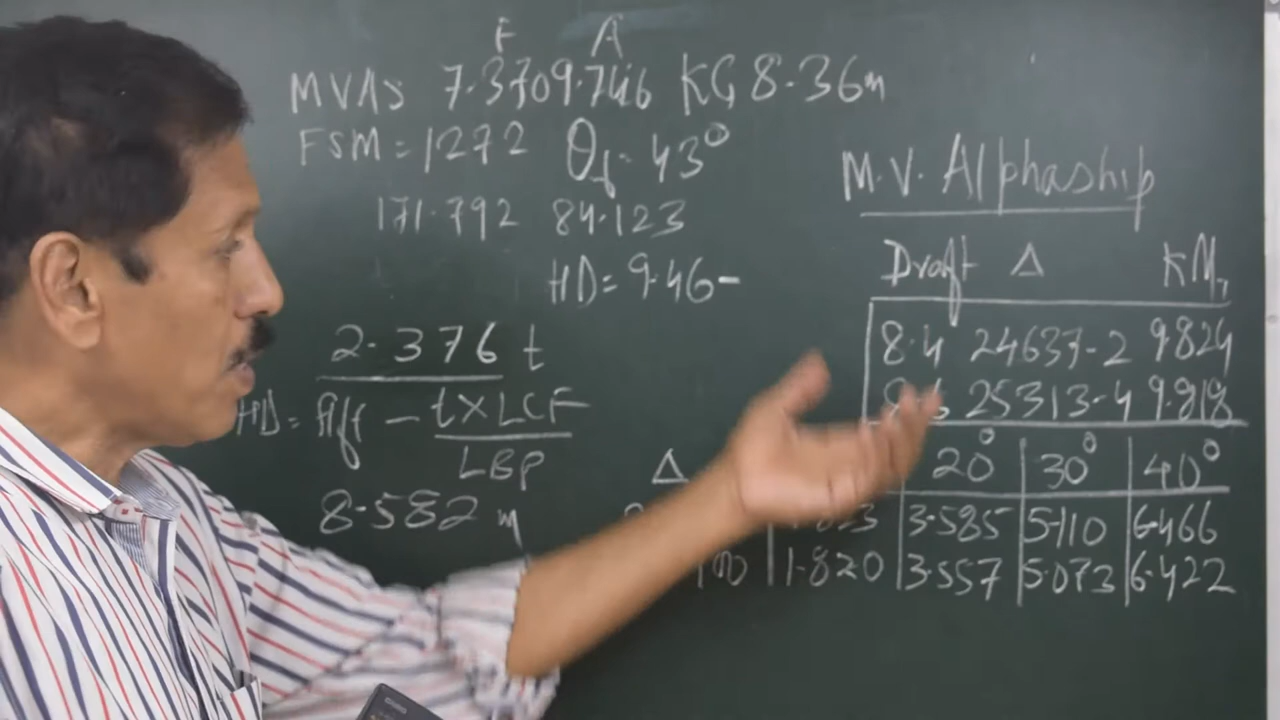 F A
MVAS 7.370 9.746 KG 8.36m
FSM = 1272 θf = 43°
171.792 84.123
HD = 9.46-
2.376 t
HD = Aft - t×LCF
LBP
8.582 m
M.V. Alphaship
Draft Δ KMT
8.4 24637-2 9.824
25313-4 9.818
Δ 20° 30° 40°
3.585 5.110 6.466
1.820 3.557 5.073 6.422